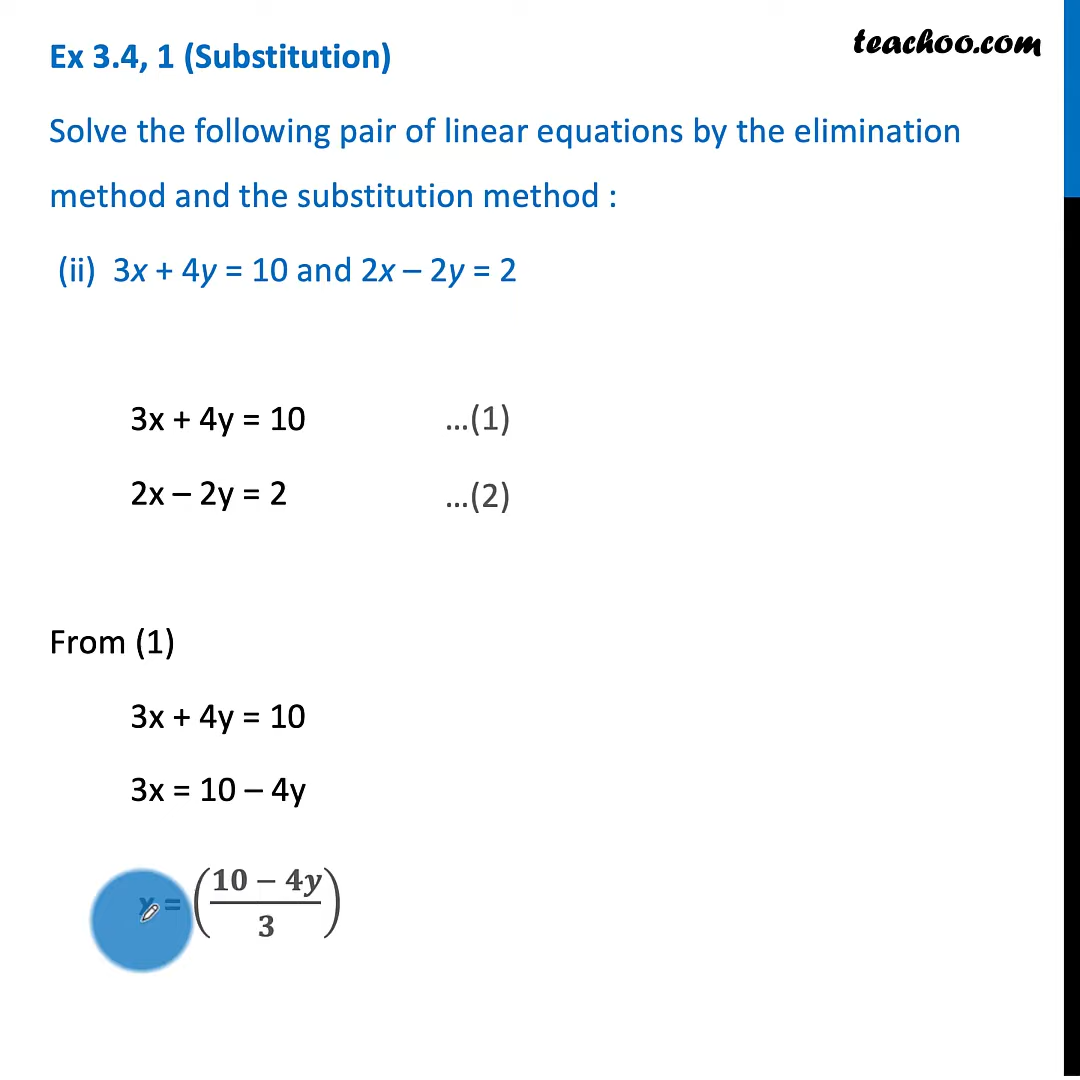 Ex 3.4, 1 (Substitution)
teachoo.com
Solve the following pair of linear equations by the elimination
method and the substitution method :
(ii) 3x + 4y = 10 and 2x – 2y = 2
3x + 4y = 10 …(1)
2x – 2y = 2 …(2)
From (1)
3x + 4y = 10
3x = 10 – 4y
= ((10 – 4y)/3)